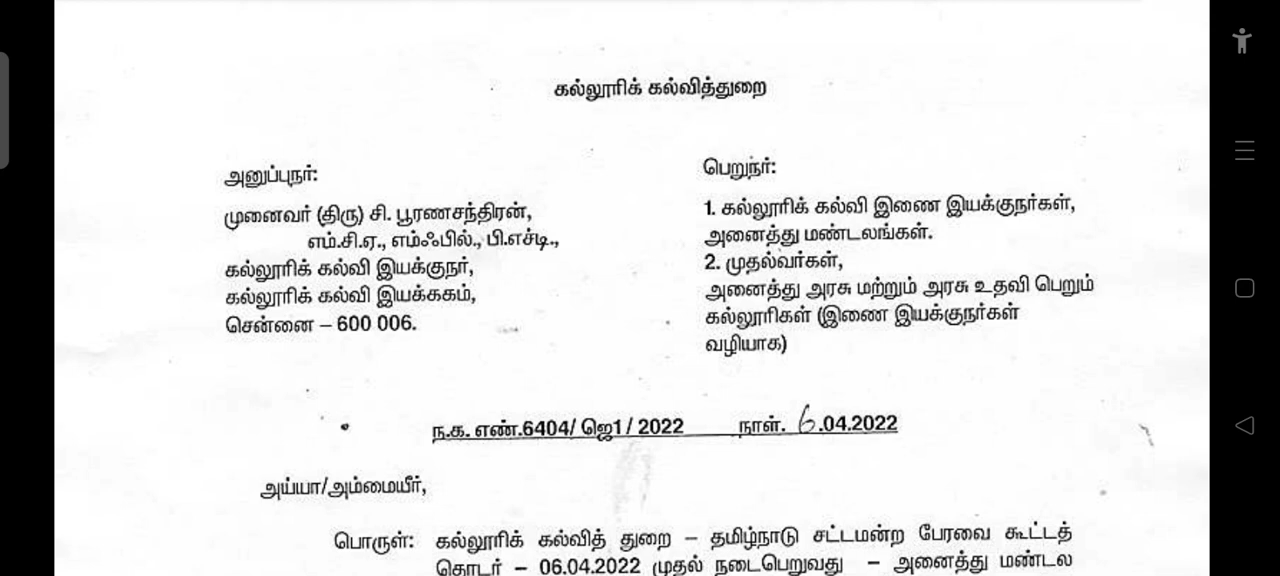 கல்லூரிக் கல்வித்துறை
அனுப்புநர்:
முனைவர் (திரு) சி. பூரணசந்திரன்,
எம்.சி.ஏ., எம்ஃபில்., பி.எச்டி.,
கல்லூரிக் கல்வி இயக்குநர்,
கல்லூரிக் கல்வி இயக்ககம்,
சென்னை – 600 006.
பெறுநர்:
1. கல்லூரிக் கல்வி இணை இயக்குநர்கள்,
அனைத்து மண்டலங்கள்.
2. முதல்வர்கள்,
அனைத்து அரசு மற்றும் அரசு உதவி பெறும்
கல்லூரிகள் (இணை இயக்குநர்கள்
வழியாக)
ந.க. எண்.6404/ ஜெ1 / 2022 நாள். 6.04.2022
அய்யா/அம்மையீர்,
பொருள்: கல்லூரிக் கல்வித் துறை – தமிழ்நாடு சட்டமன்ற பேரவை கூட்டத்
தொடர் – 06.04.2022 முதல் நடைபெறுவது – அனைத்து மண்டல